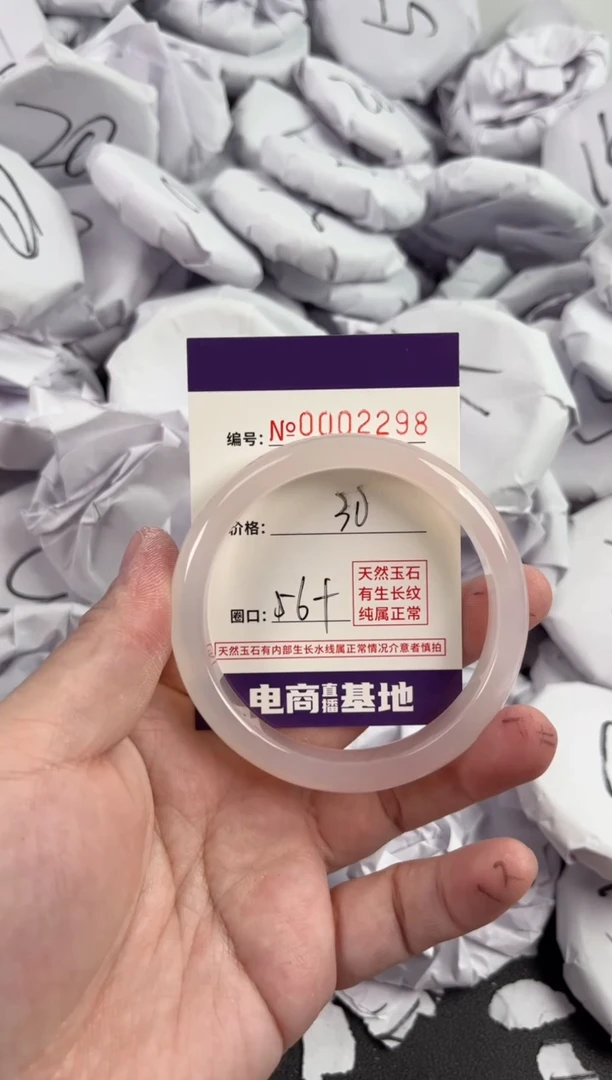 5
20
编号: №0002298
价格: 30
圈口: 56+
天然玉石
有生长纹
纯属正常
天然玉石有内部生长水线属正常情况介意者慎拍
电商直播基地